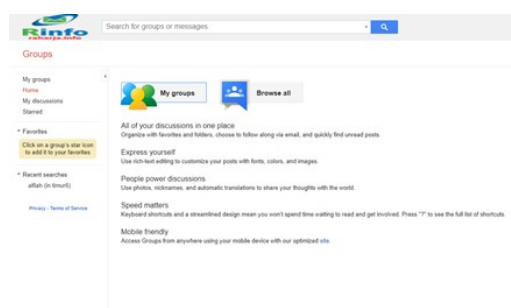 Rinfo
raharja.info
Search for groups or messages
Groups
My groups
Home
My discussions
Starred
Favorites
Click on a group's star icon
to add it to your favorites
Recent searches
alfiah (in timur6)
Privacy - Terms of Service
My groups
Browse all
All of your discussions in one place
Organize with favorites and folders, choose to follow along via email, and quickly find unread posts.
Express yourself
Use rich-text editing to customize your posts with fonts, colors, and images.
People power discussions
Use photos, nicknames, and automatic translations to share your thoughts with the world.
Speed matters
Keyboard shortcuts and a streamlined design mean you won't spend time waiting to read and get involved. Press "?" to see the full list of shortcuts.
Mobile friendly
Access Groups from anywhere using your mobile device with our optimized site.